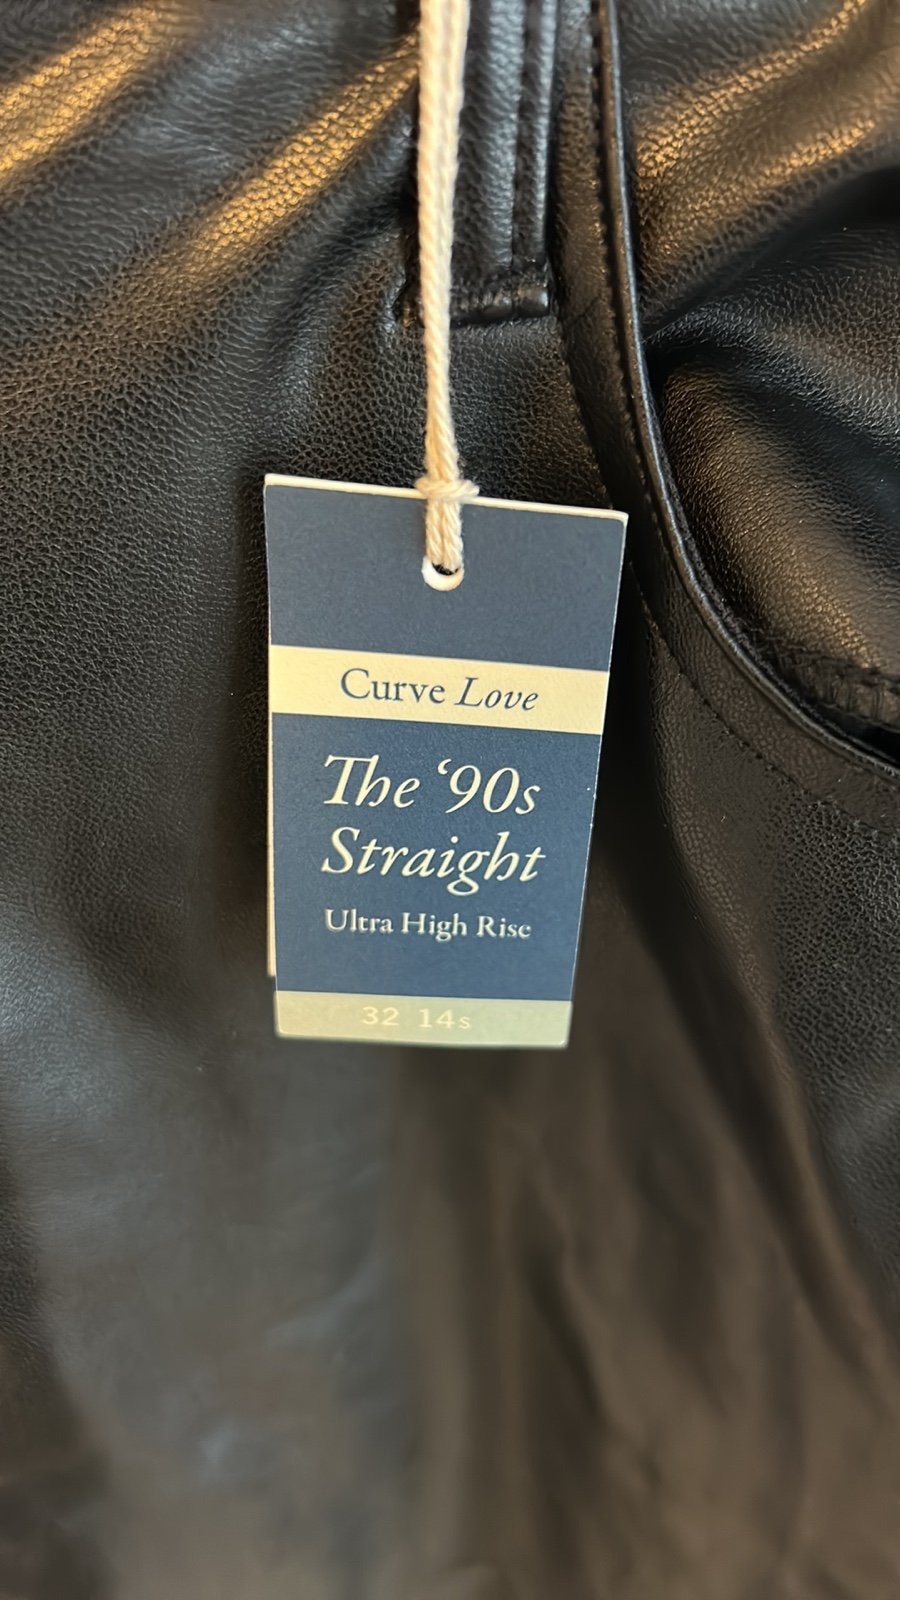 Curve Love
The ‘90s
Straight
Ultra High Rise
32 14s